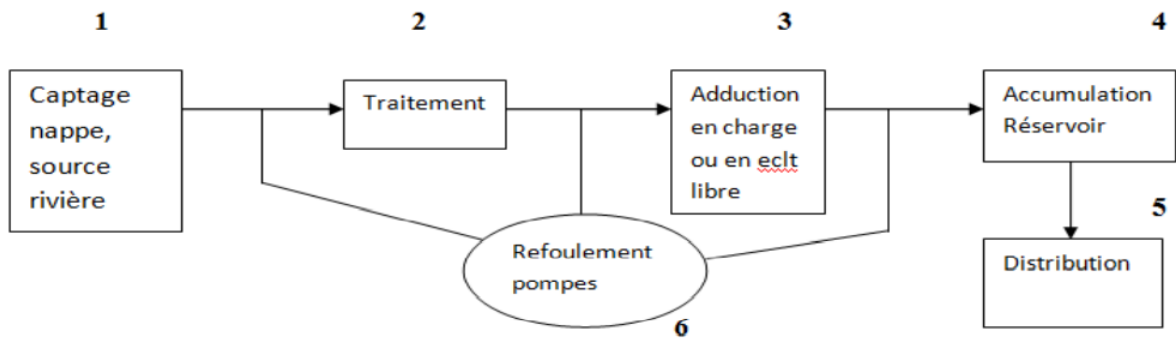 1
2
3
4
Captage
nappe,
source
rivière
Traitement
Adduction
en charge
ou en eclt
libre
Accumulation
Réservoir
5
Distribution
Refoulement
pompes
6